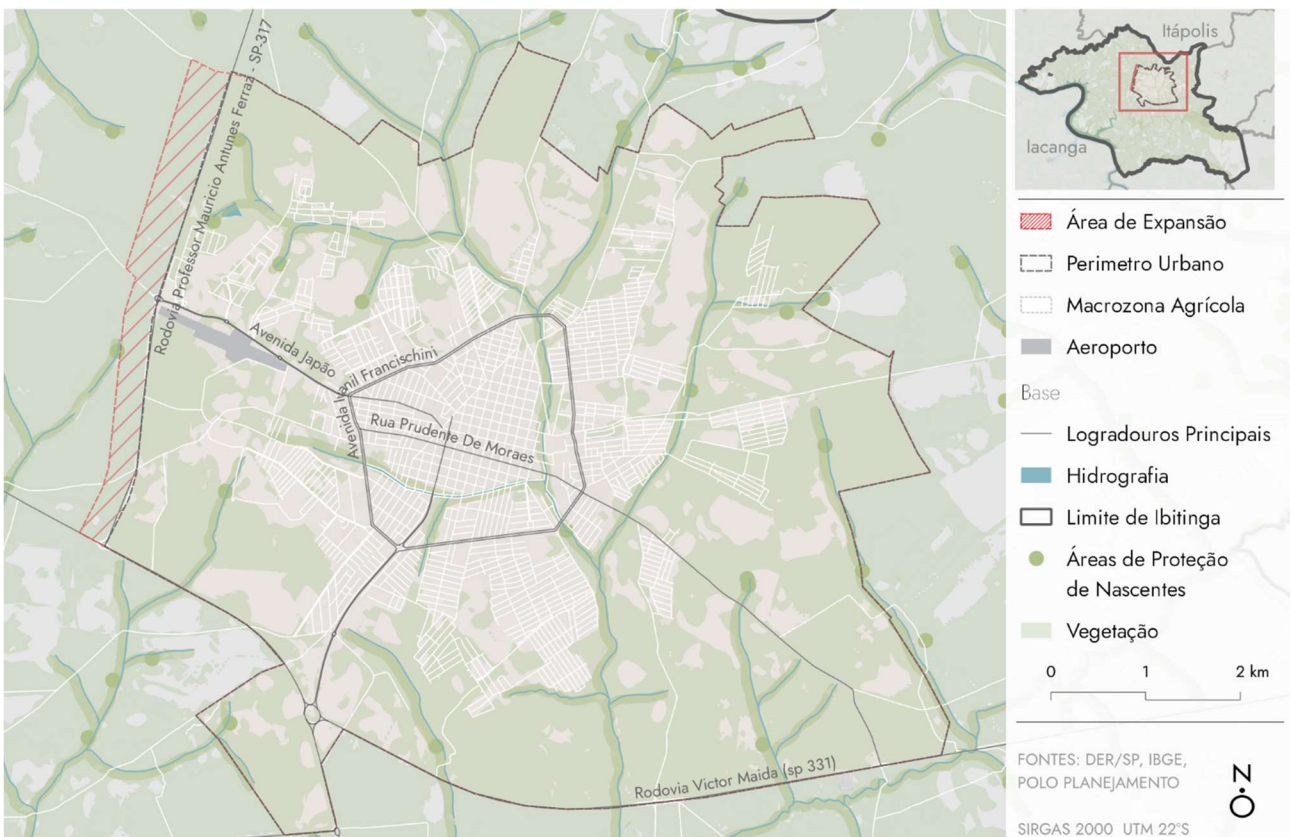 Rodovia Professor Mauricio Antunes Ferraz - SP-317
Avenida Japão
Avenida Ivanil Francischini
Rua Prudente De Moraes
Rodovia Victor Maida (sp 331)
Itápolis
Iacanga
Área de Expansão
Perimetro Urbano
Macrozona Agrícola
Aeroporto
Base
Logradouros Principais
Hidrografia
Limite de Ibitinga
Áreas de Proteção
de Nascentes
Vegetação
0 1 2 km
FONTES: DER/SP, IBGE,
POLO PLANEJAMENTO
N
SIRGAS 2000 UTM 22°S